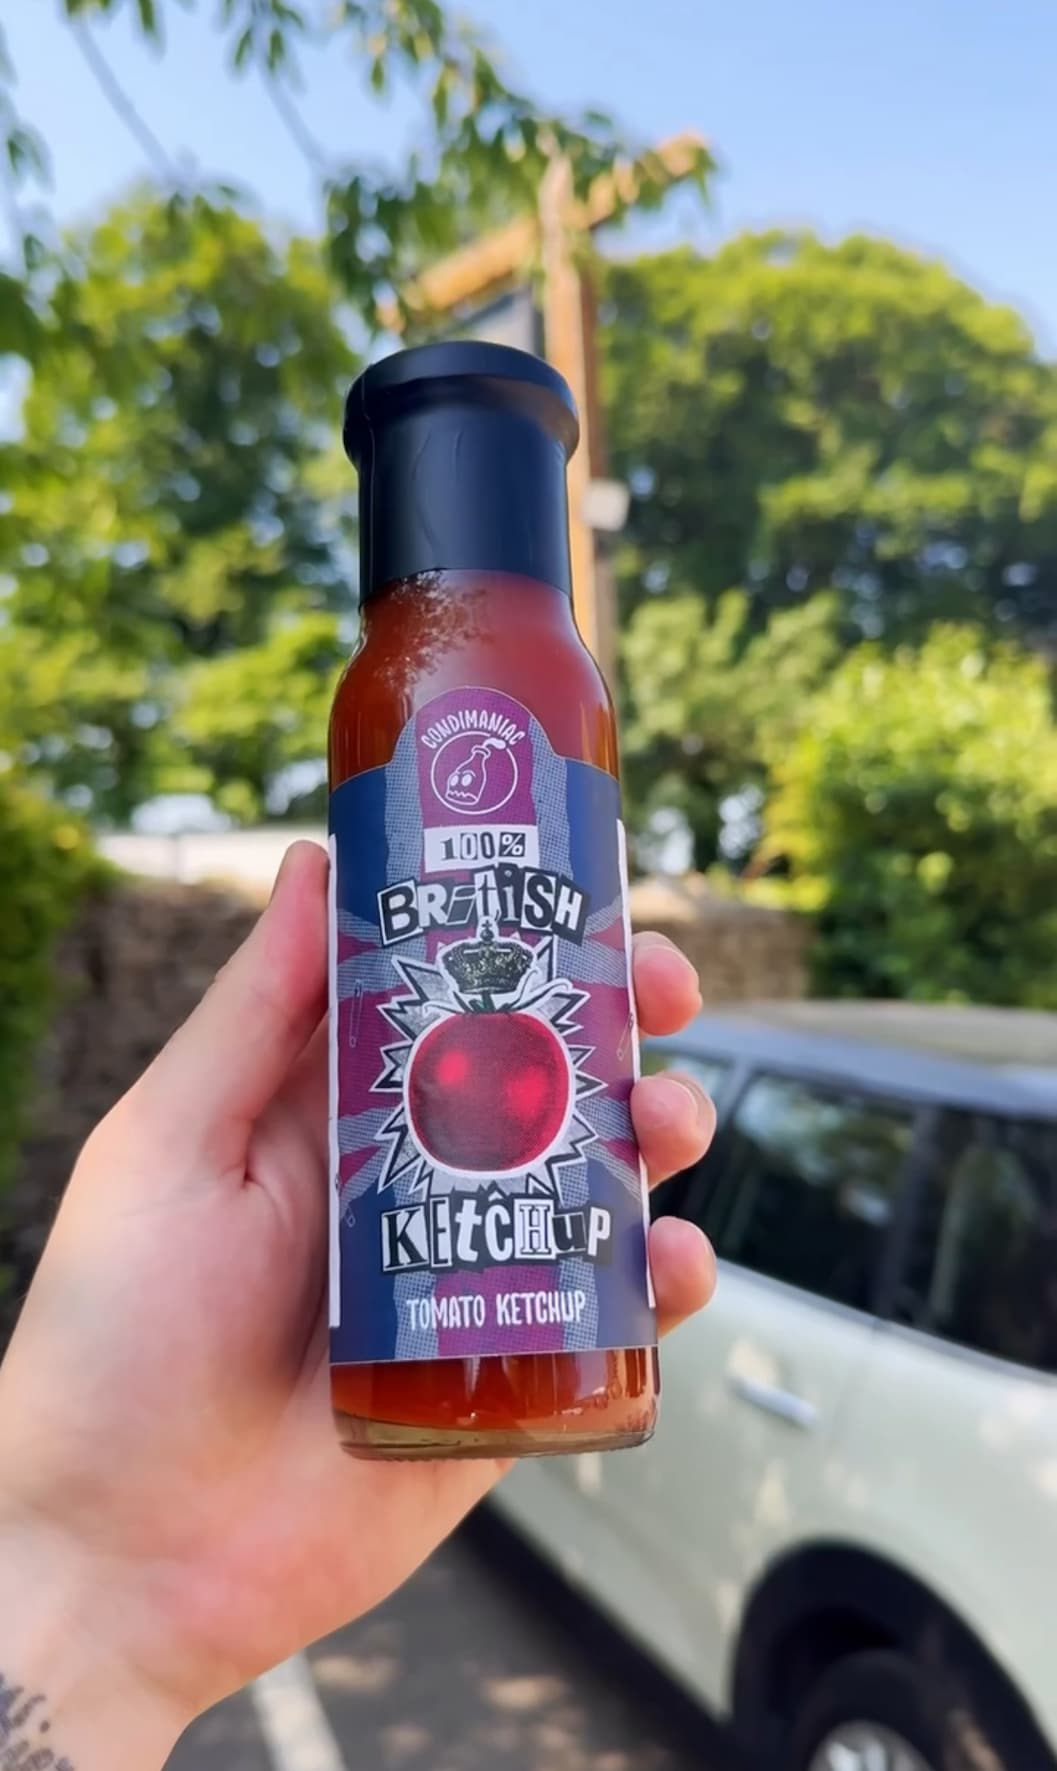 CONDIMANIAC
100%
BRitiSH
KEtCHuP
TOMATO KETCHUP